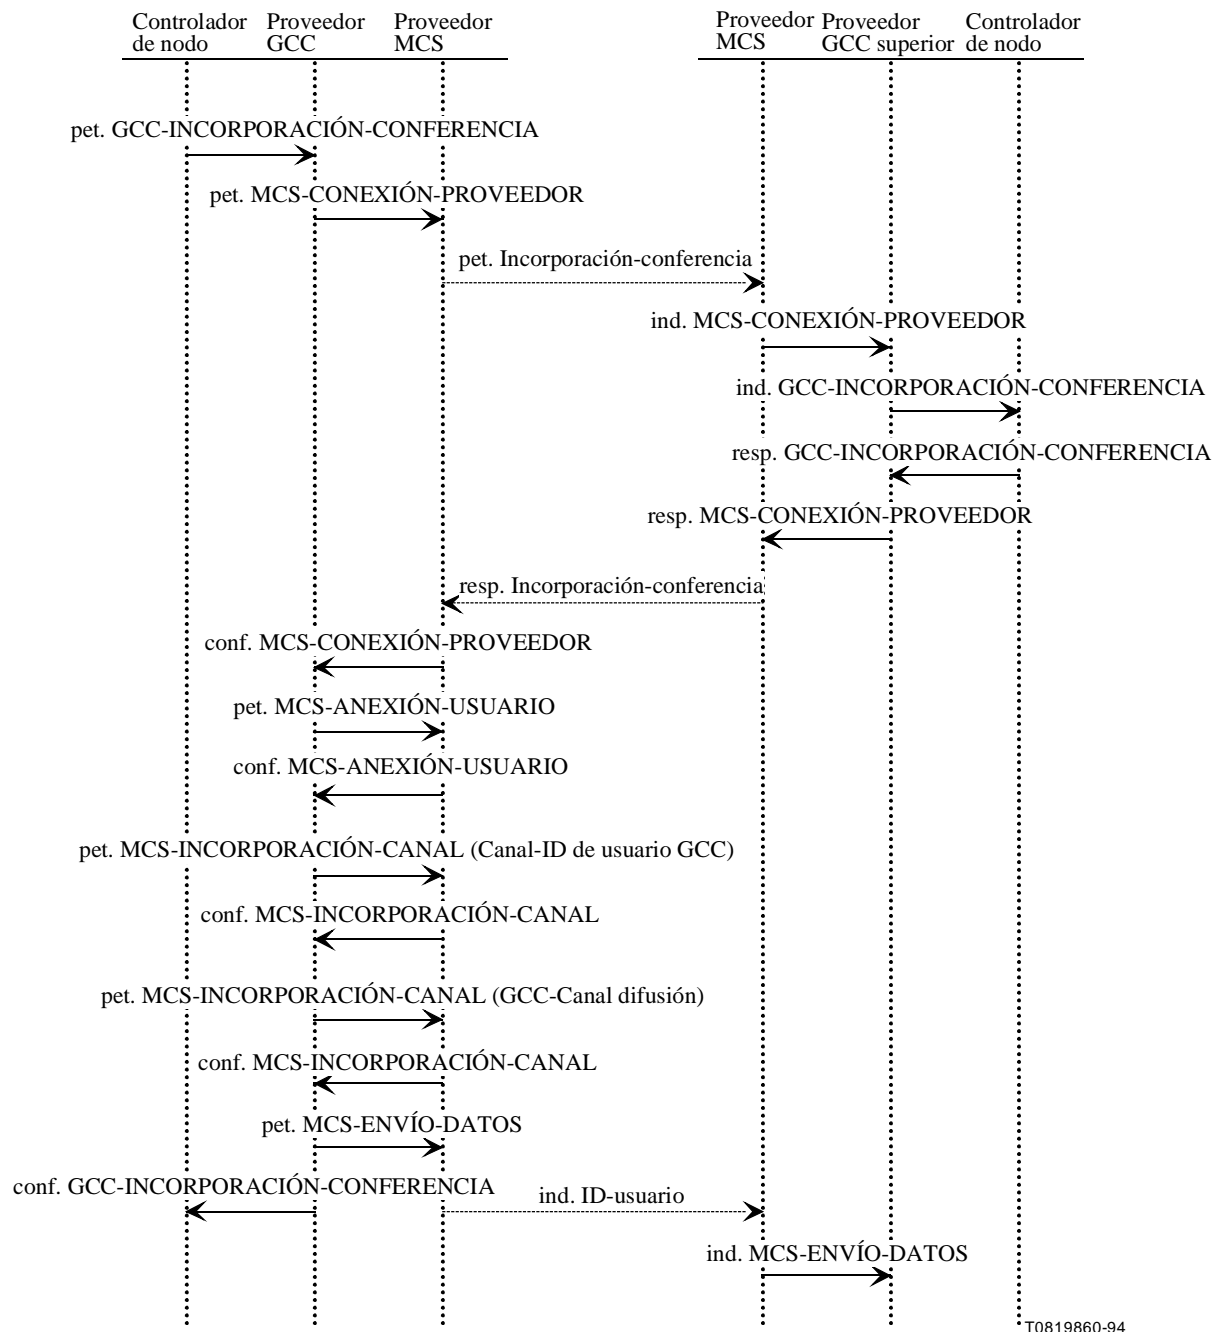 Controlador de nodo
Proveedor GCC
Proveedor MCS
Proveedor MCS
Proveedor GCC superior
Controlador de nodo
pet. GCC-INCORPORACIÓN-CONFERENCIA
pet. MCS-CONEXIÓN-PROVEEDOR
pet. Incorporación-conferencia
ind. MCS-CONEXIÓN-PROVEEDOR
ind. GCC-INCORPORACIÓN-CONFERENCIA
resp. GCC-INCORPORACIÓN-CONFERENCIA
resp. MCS-CONEXIÓN-PROVEEDOR
resp. Incorporación-conferencia
conf. MCS-CONEXIÓN-PROVEEDOR
pet. MCS-ANEXIÓN-USUARIO
conf. MCS-ANEXIÓN-USUARIO
pet. MCS-INCORPORACIÓN-CANAL (Canal-ID de usuario GCC)
conf. MCS-INCORPORACIÓN-CANAL
pet. MCS-INCORPORACIÓN-CANAL (GCC-Canal difusión)
conf. MCS-INCORPORACIÓN-CANAL
pet. MCS-ENVÍO-DATOS
conf. GCC-INCORPORACIÓN-CONFERENCIA
ind. ID-usuario
ind. MCS-ENVÍO-DATOS
T0819860-94